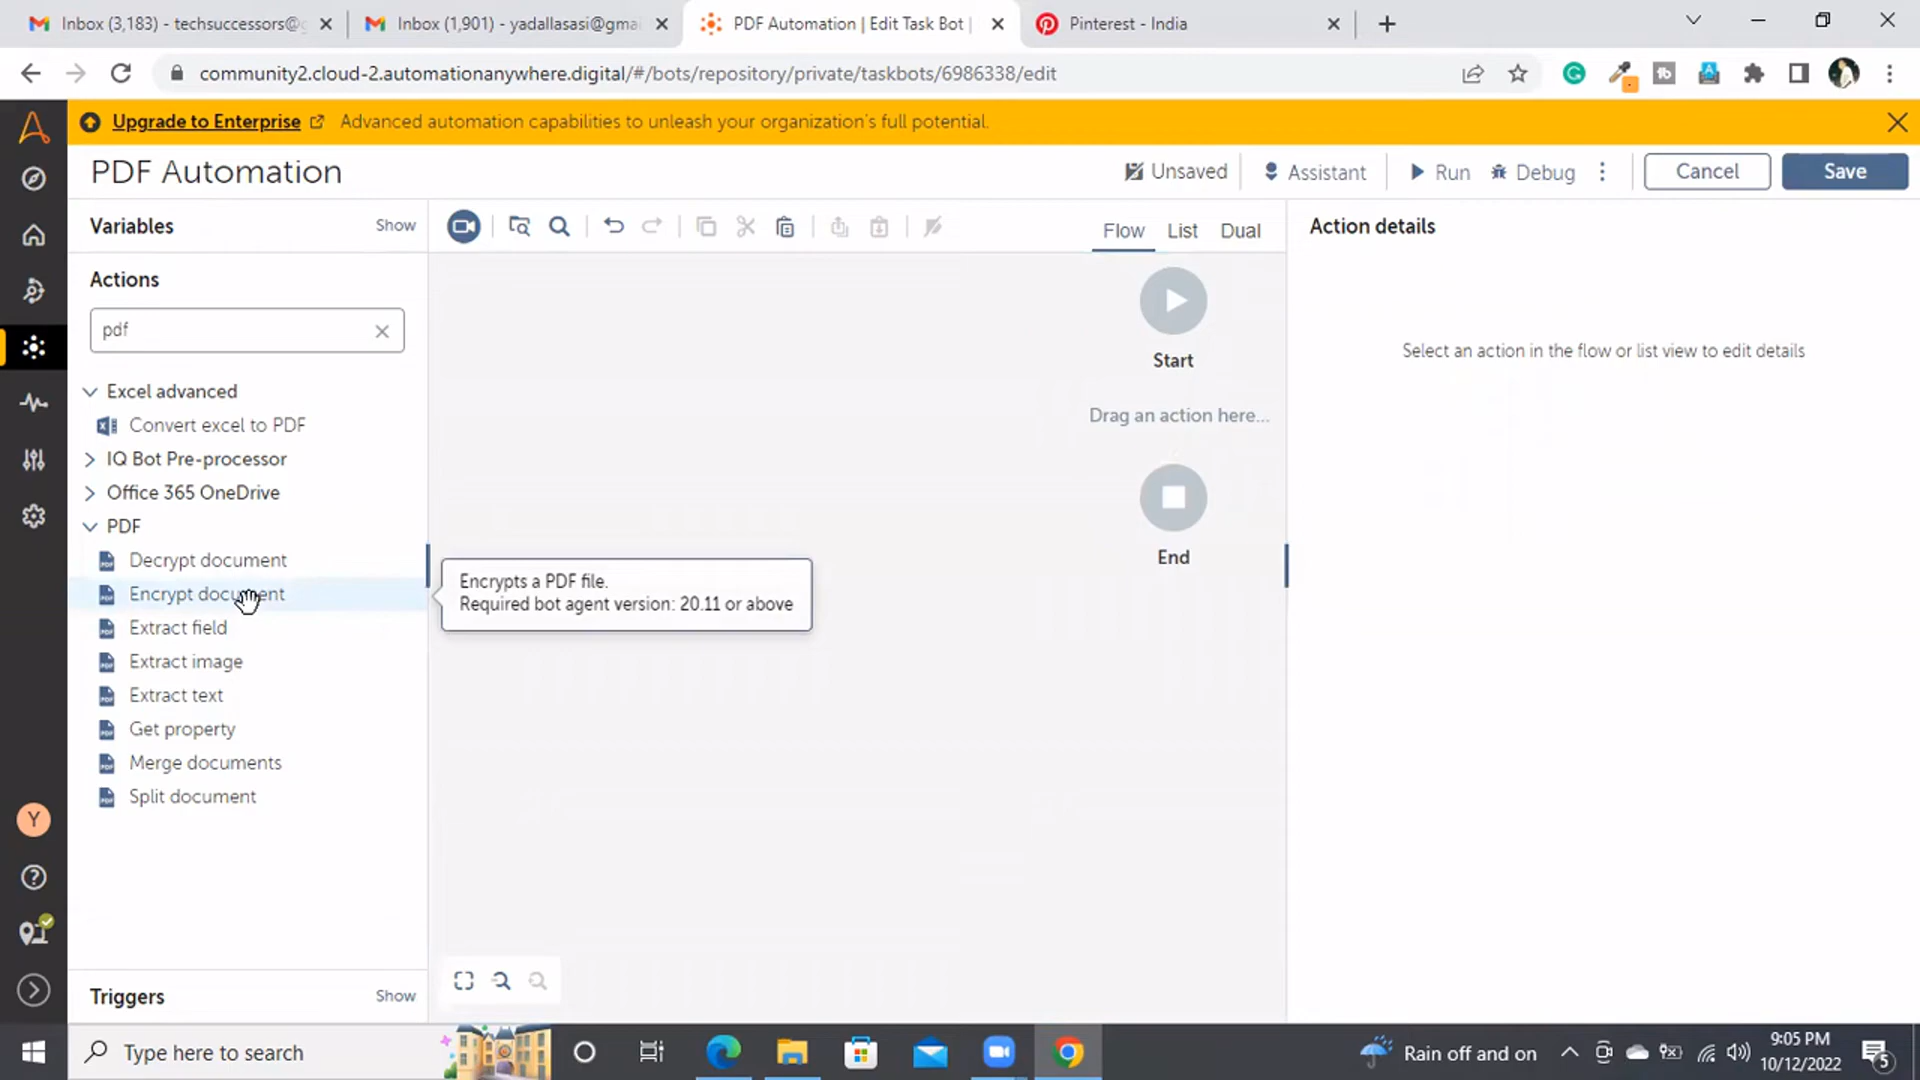 Inbox (3,183) - techsuccessors@g
Inbox (1,901) - yadallasasi@gmai
PDF Automation | Edit Task Bot |
Pinterest - India
community2.cloud-2.automationanywhere.digital/#/bots/repository/private/taskbots/6986338/edit
Upgrade to Enterprise
Advanced automation capabilities to unleash your organization's full potential.
PDF Automation
Unsaved
Assistant
Run
Debug
Cancel
Save
Variables
Show
Flow
List
Dual
Action details
Actions
pdf
Select an action in the flow or list view to edit details
Start
Drag an action here...
End
Excel advanced
Convert excel to PDF
IQ Bot Pre-processor
Office 365 OneDrive
PDF
Decrypt document
Encrypt document
Encrypts a PDF file.
Required bot agent version: 20.11 or above
Extract field
Extract image
Extract text
Get property
Merge documents
Split document
Y
Triggers
Show
Type here to search
Rain off and on
9:05 PM
10/12/2022
5